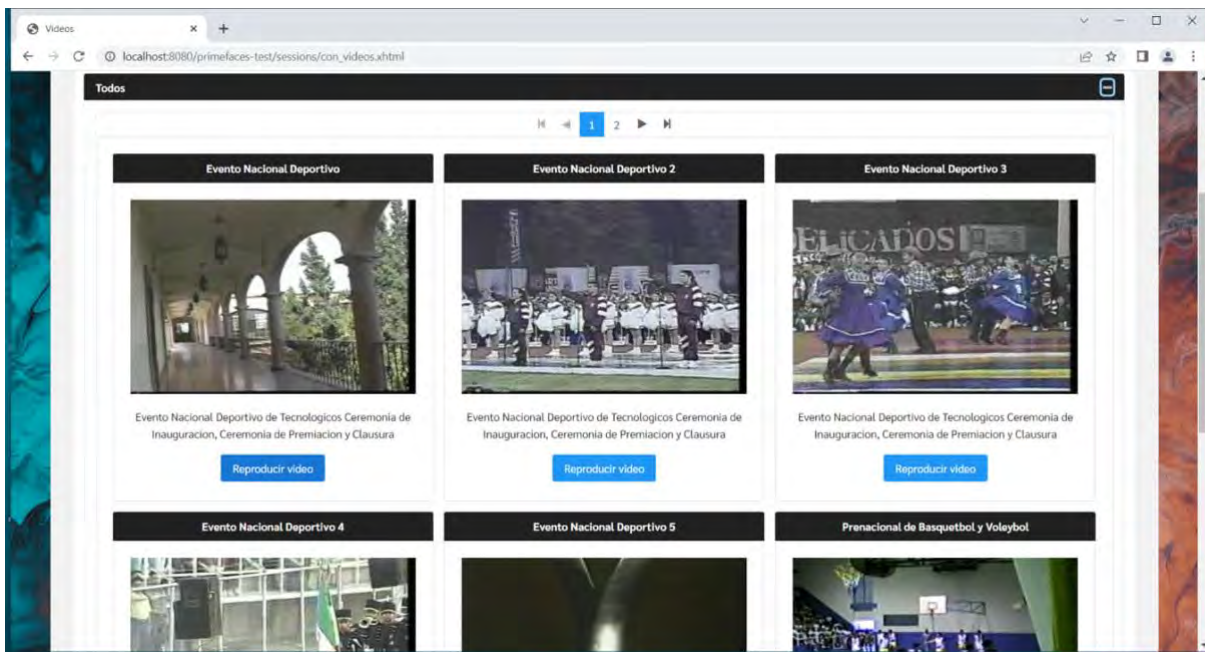 Videos
localhost:8080/primefaces-test/sessions/con_videos.xhtml
Todos
1 2
Evento Nacional Deportivo
Evento Nacional Deportivo 2
Evento Nacional Deportivo 3
DELICADOS
Evento Nacional Deportivo de Tecnologicos Ceremonia de
Inauguracion, Ceremonia de Premiacion y Clausura
Evento Nacional Deportivo de Tecnologicos Ceremonia de
Inauguracion, Ceremonia de Premiacion y Clausura
Evento Nacional Deportivo de Tecnologicos Ceremonia de
Inauguracion, Ceremonia de Premiacion y Clausura
Reproducir video
Reproducir video
Reproducir video
Evento Nacional Deportivo 4
Evento Nacional Deportivo 5
Prenacional de Basquetbol y Voleybol